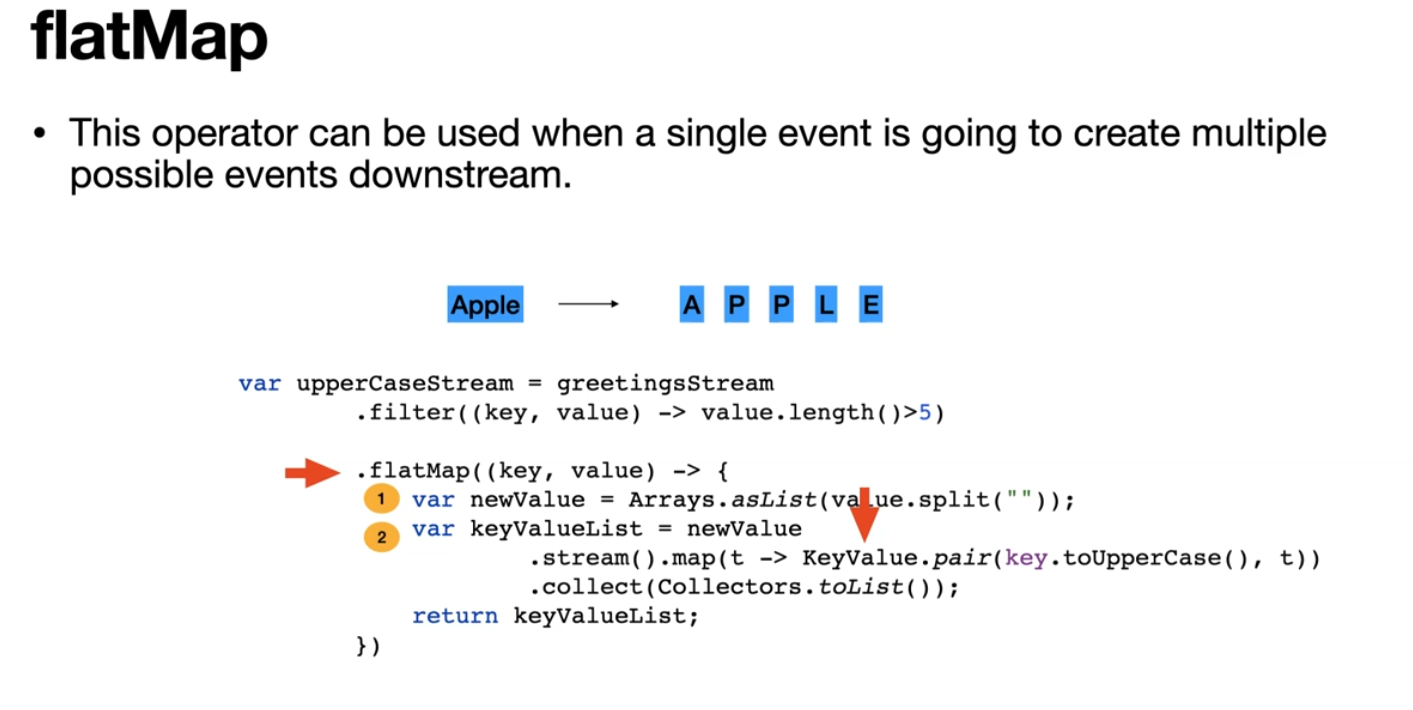 flatMap
• This operator can be used when a single event is going to create multiple
possible events downstream.
Apple A P P L E
var upperCaseStream = greetingsStream
.filter((key, value) -> value.length()>5)
.flatMap((key, value) -> {
1 var newValue = Arrays.asList(value.split(""));
2 var keyValueList = newValue
.stream().map(t -> KeyValue.pair(key.toUpperCase(), t))
.collect(Collectors.toList());
return keyValueList;
})